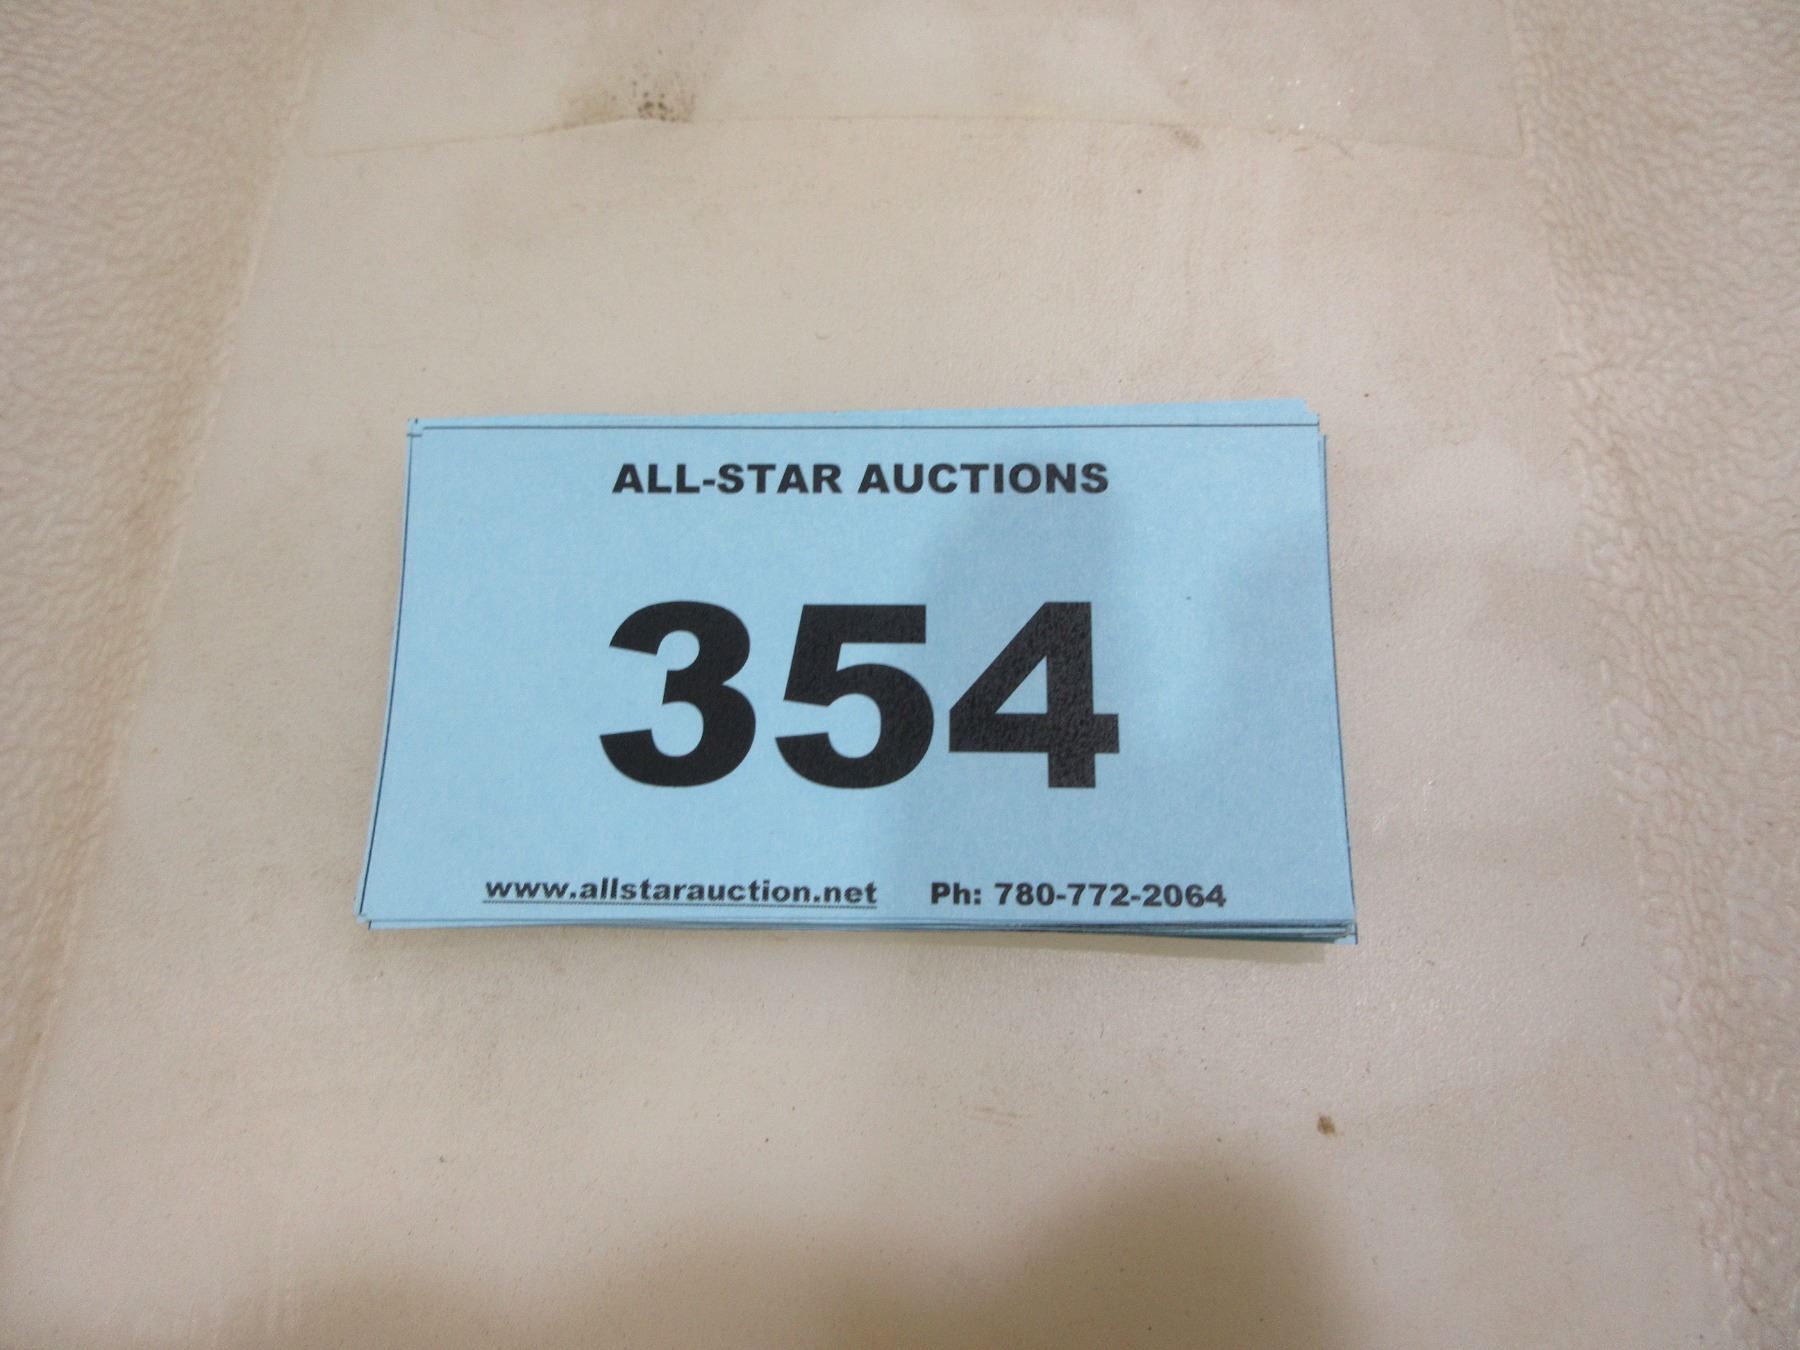 ALL-STAR AUCTIONS
354
www.allstarauction.net Ph: 780-772-2064